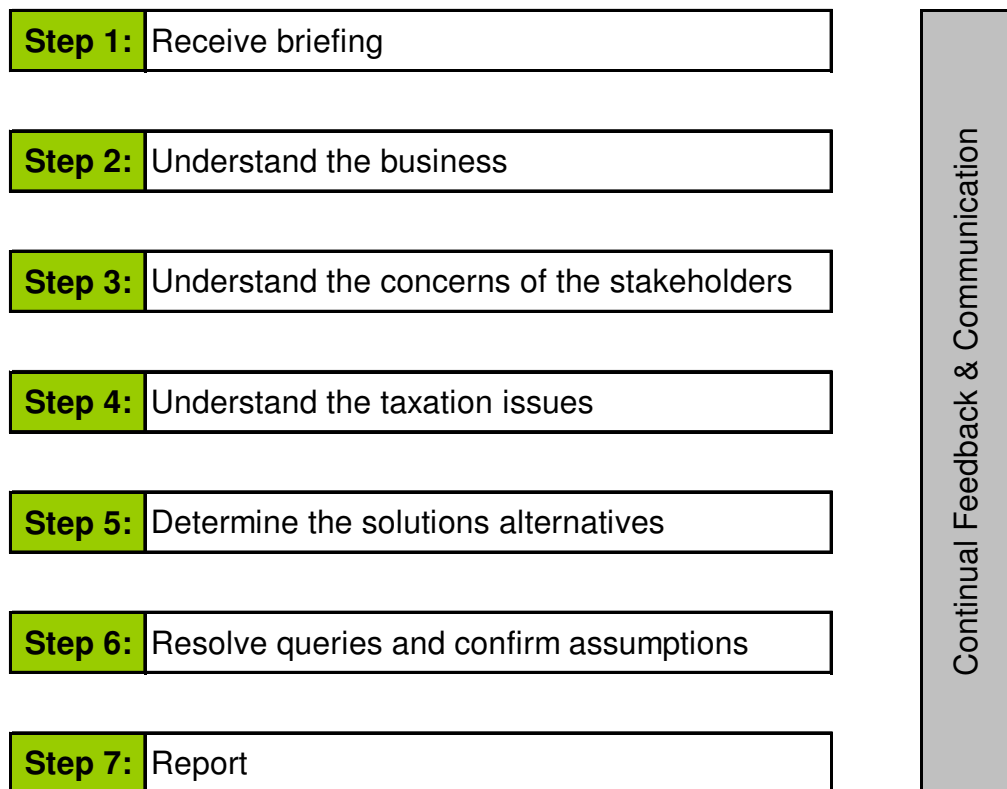 Step 1: Receive briefing
Step 2: Understand the business
Step 3: Understand the concerns of the stakeholders
Step 4: Understand the taxation issues
Step 5: Determine the solutions alternatives
Step 6: Resolve queries and confirm assumptions
Step 7: Report
Continual Feedback & Communication